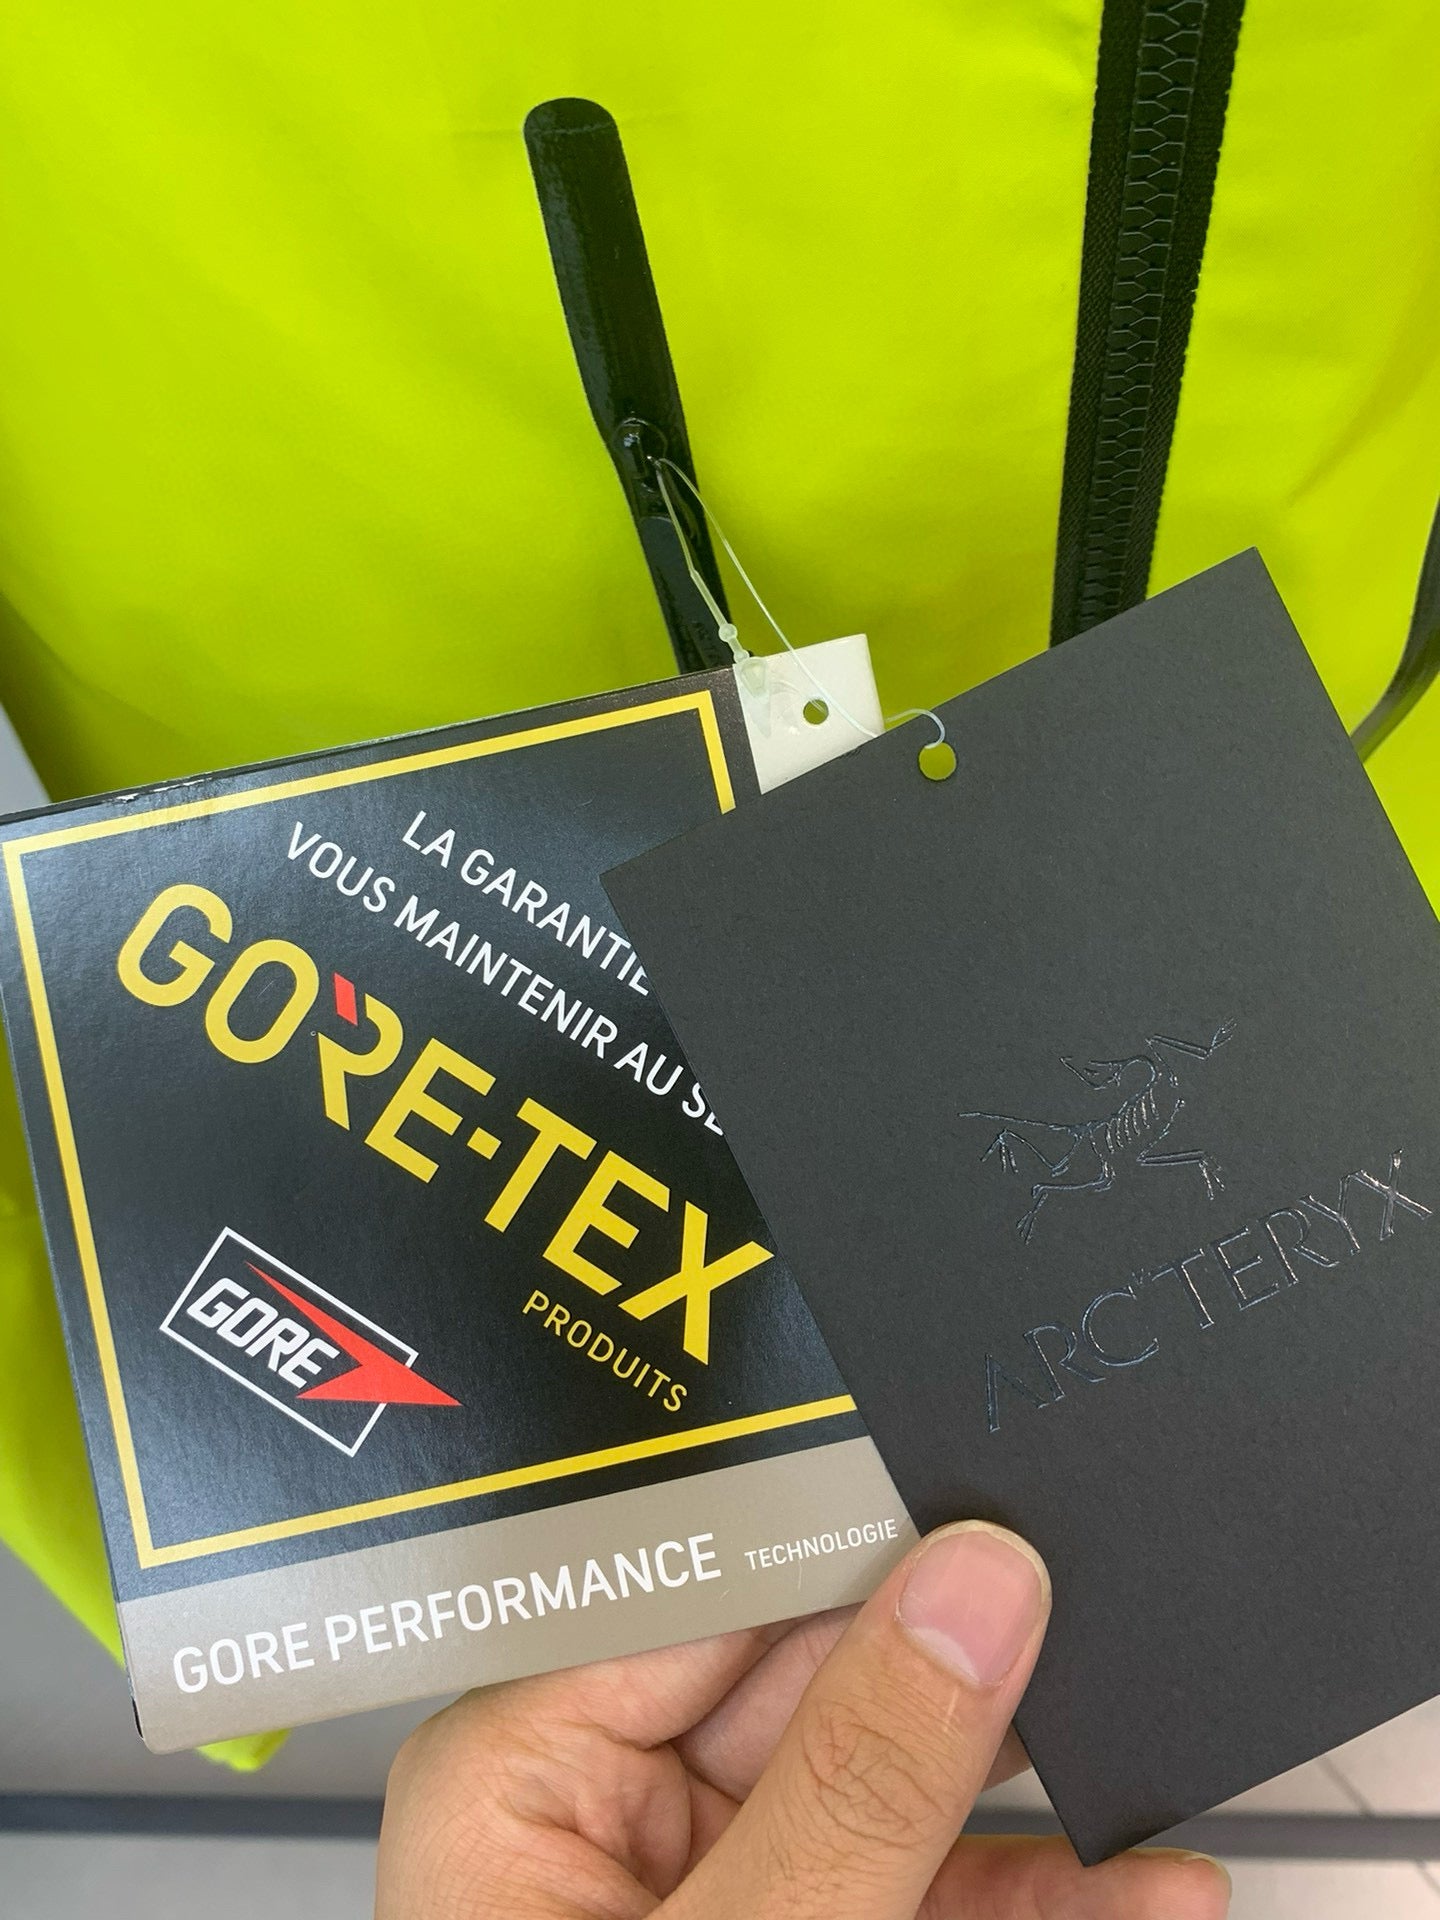 LA GARANTIE
VOUS MAINTENIR AU
GORE-TEX
PRODUITS
GORE
GORE PERFORMANCE TECHNOLOGIE
ARC'TERYX